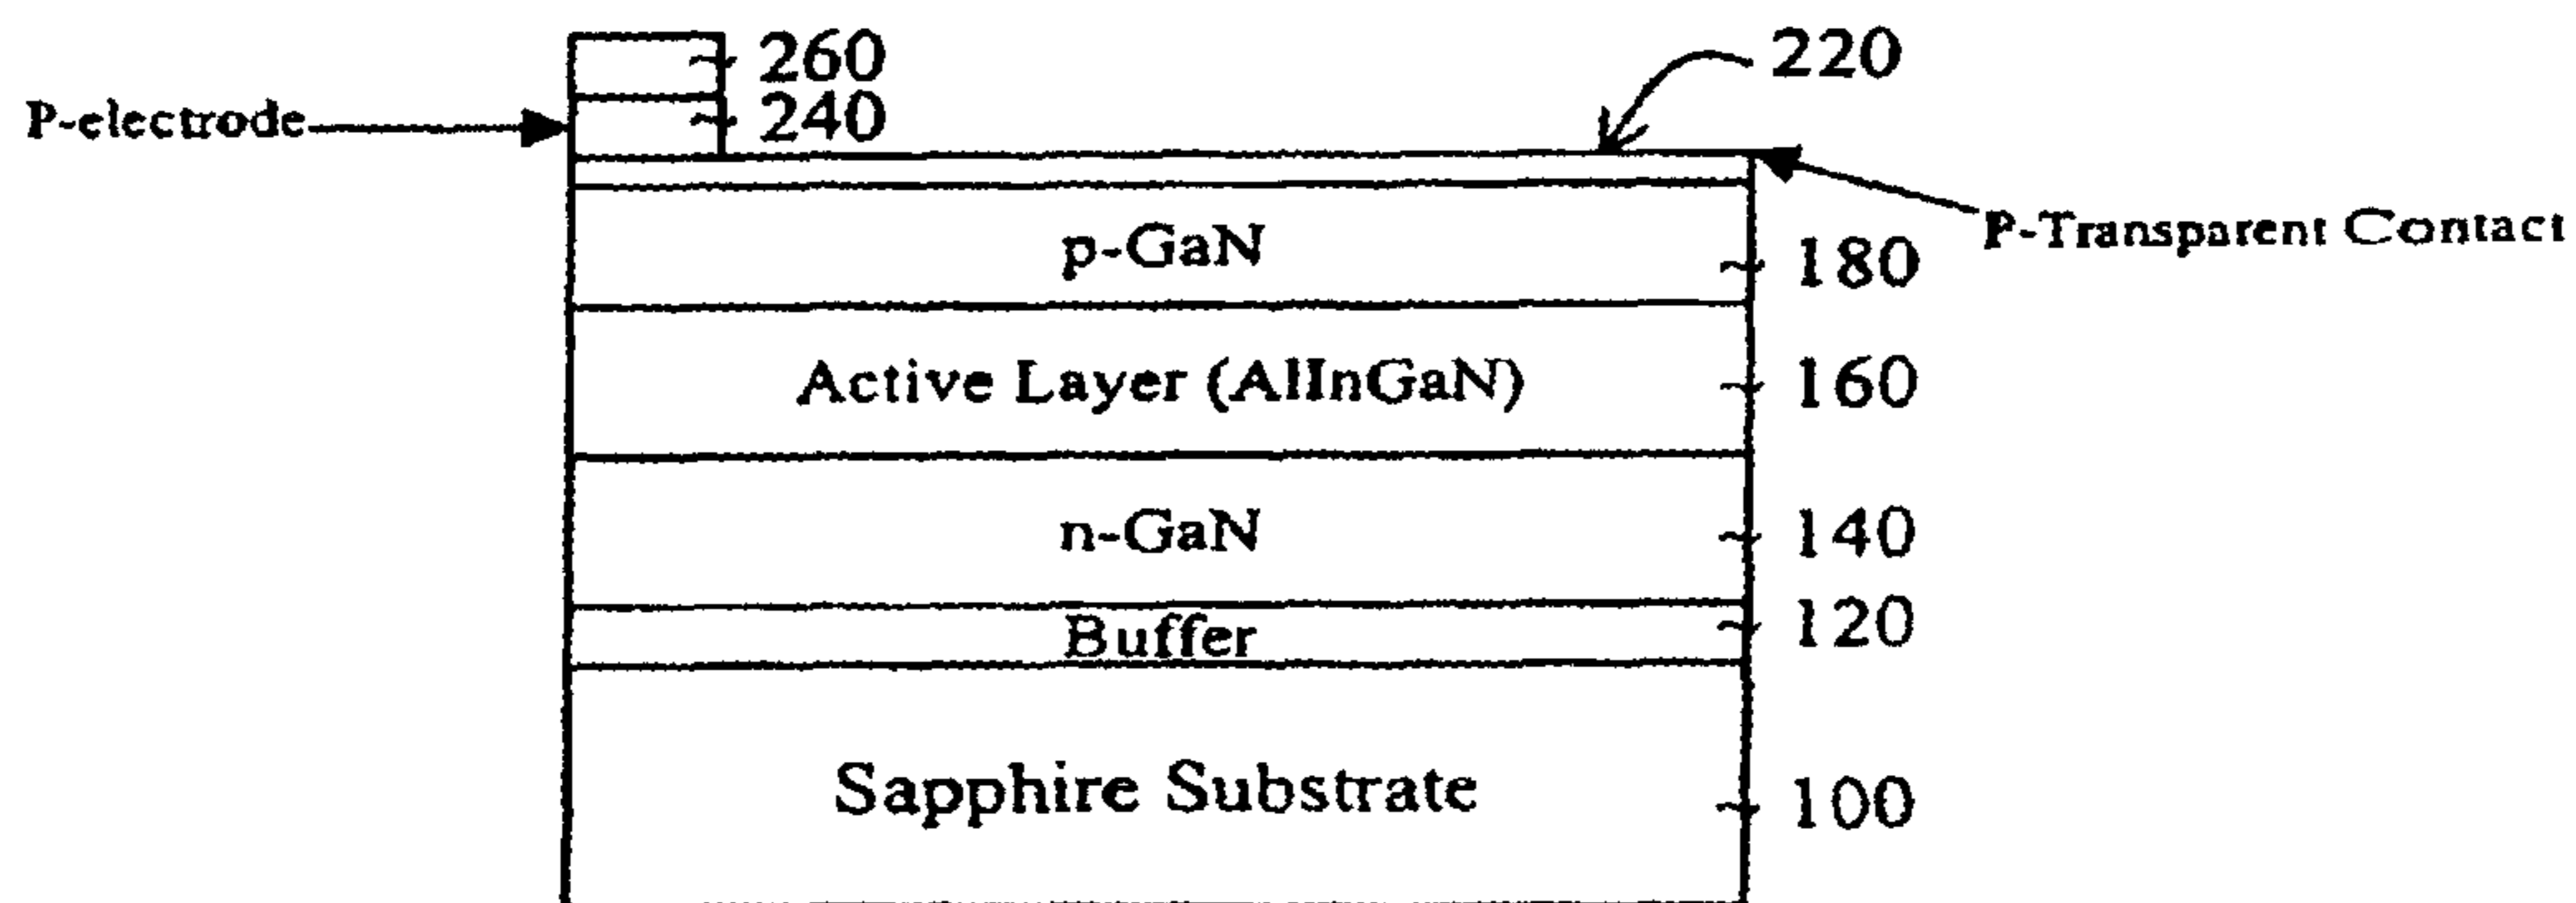 260
220
P-electrode
240
p-GaN
P-Transparent Contact
180
Active Layer (AlInGaN)
160
n-GaN
140
Buffer
120
Sapphire Substrate
100